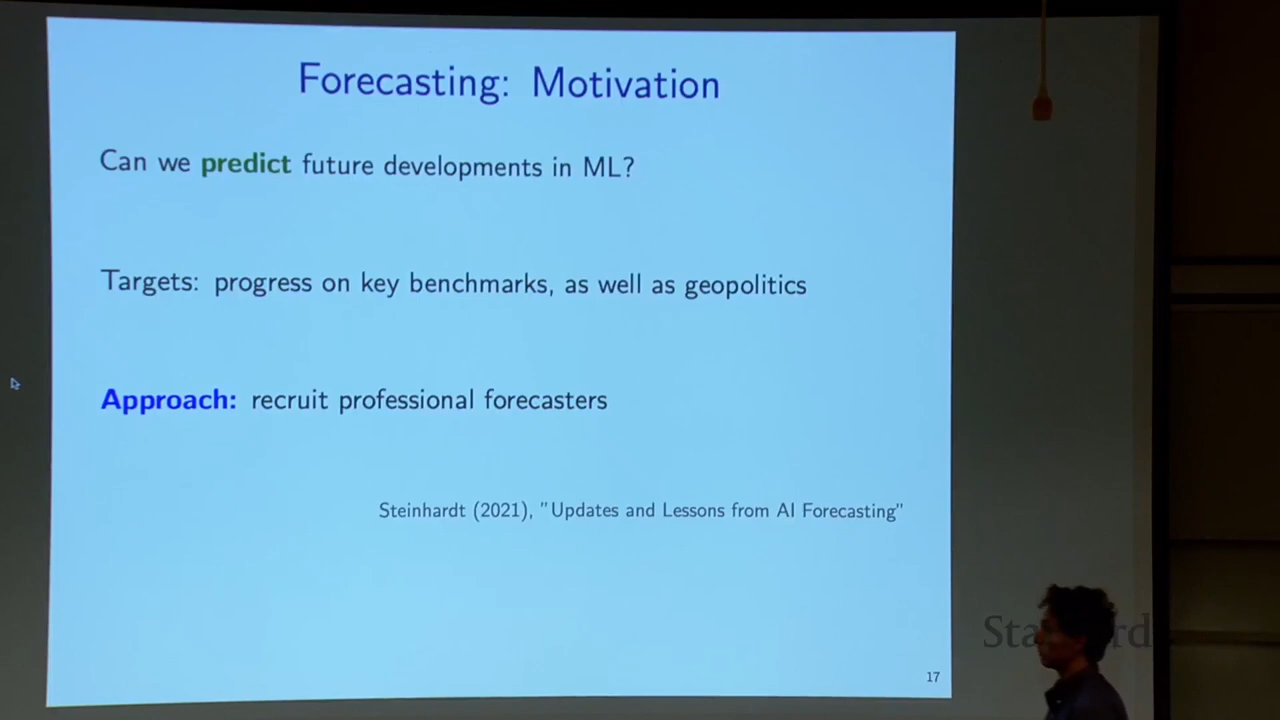 Forecasting: Motivation
Can we predict future developments in ML?
Targets: progress on key benchmarks, as well as geopolitics
Approach: recruit professional forecasters
Steinhardt (2021), "Updates and Lessons from AI Forecasting"
17